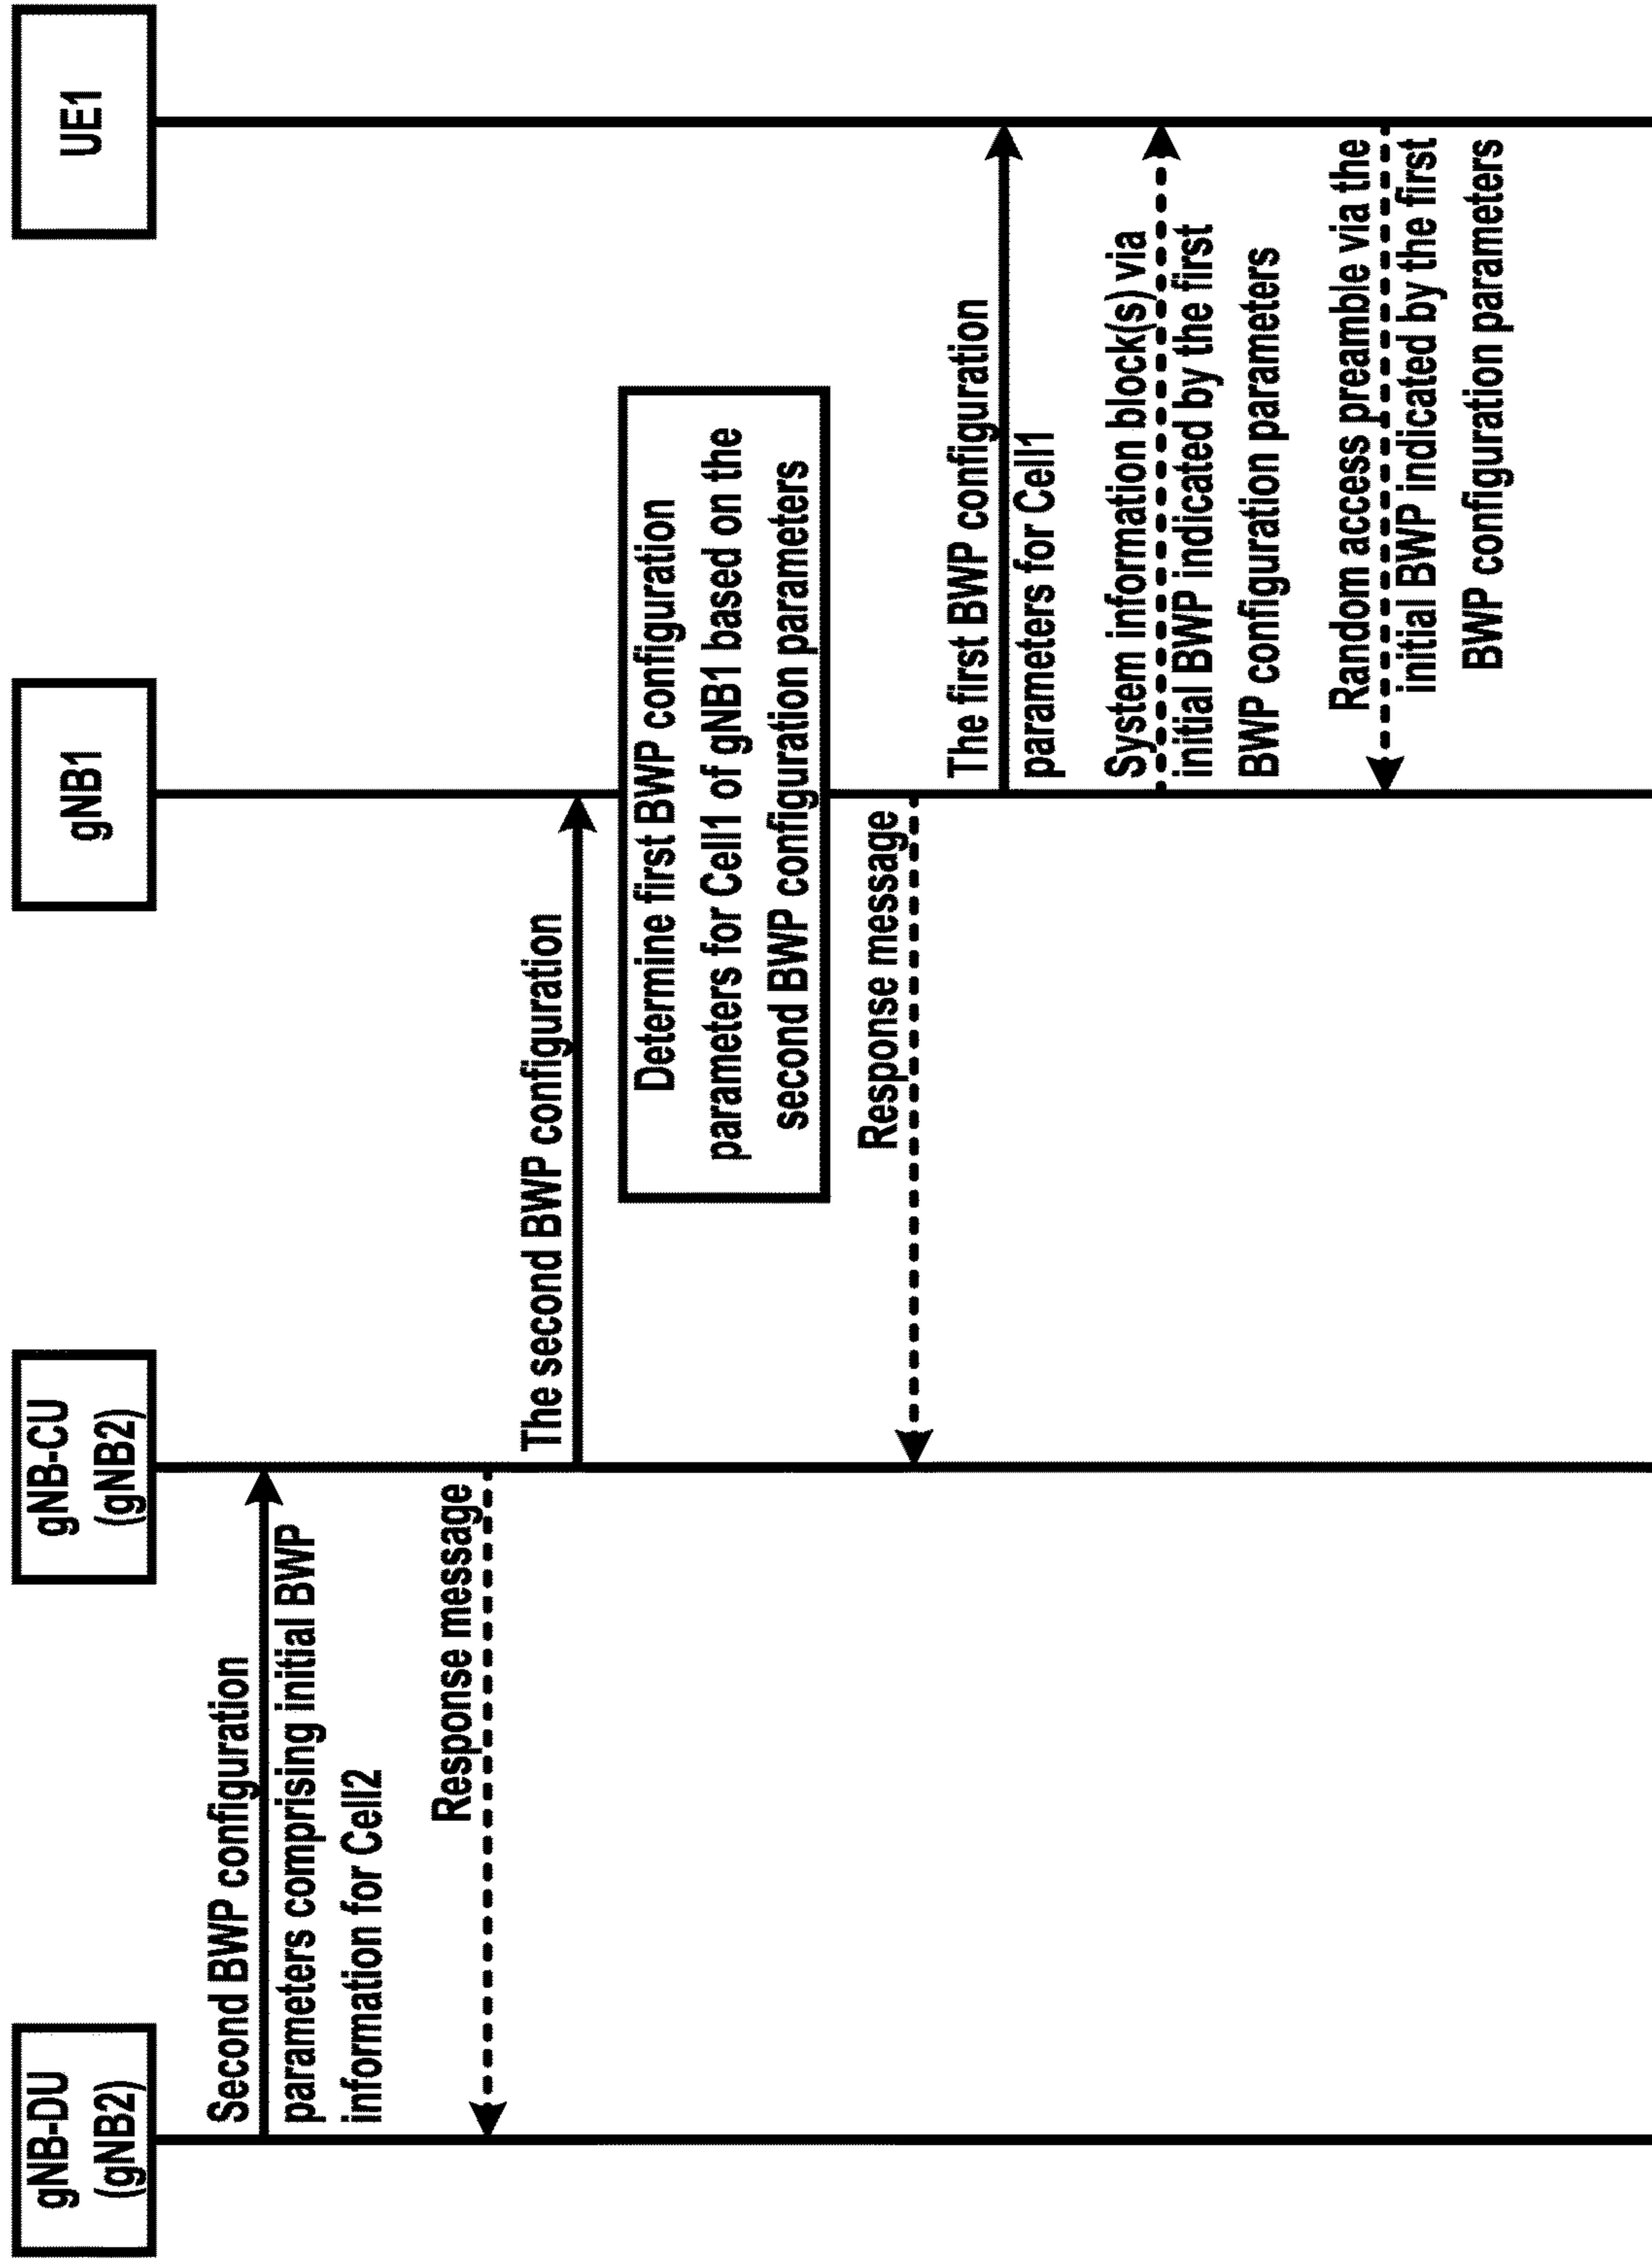 gNB-DU
(gNB2)
gNB-CU
(gNB2)
gNB1
UE1
Second BWP configuration
parameters comprising initial BWP
information for Cell2
Response message
The second BWP configuration
Determine first BWP configuration
parameters for Cell1 of gNB1 based on the
second BWP configuration parameters
Response message
The first BWP configuration
parameters for Cell1
System information block(s) via
initial BWP indicated by the first
BWP configuration parameters
Random access preamble via the
initial BWP indicated by the first
BWP configuration parameters